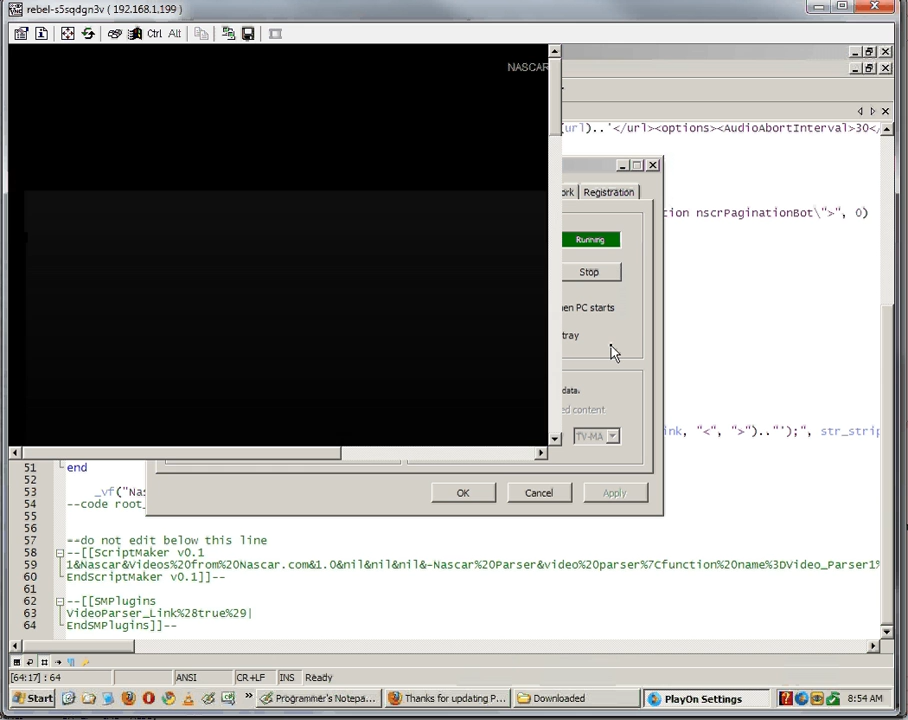 rebel-s5sqdgn3v ( 192.168.1.199 )
Ctrl Alt
NASCAR
url)..'</url><options><AudioAbortInterval>30</
Registration
ion nscrPaginationBot\">", 0)
Running
Stop
en PC starts
tray
data.
ed content
TV-MA
ink, "<", ">").."');", str_strip
51 end
52
53 _vf("Nas
54 --code root_
55
56
57 --do not edit below this line
58 --[[ScriptMaker v0.1
59 1&Nascar&Videos%20from%20Nascar.com&1.0&nil&nil&nil&~Nascar%20Parser&video%20parser%7Cfunction%20name%3DVideo_Parser1%
60 EndScriptMaker v0.1]]--
61
62 --[[SMPlugins
63 VideoParser_Link%28true%29|
64 EndSMPlugins]]--
OK Cancel Apply
[64:17] : 64 ANSI CR+LF INS Ready
Start Programmer's Notepa... Thanks for updating P... Downloaded PlayOn Settings 8:54 AM